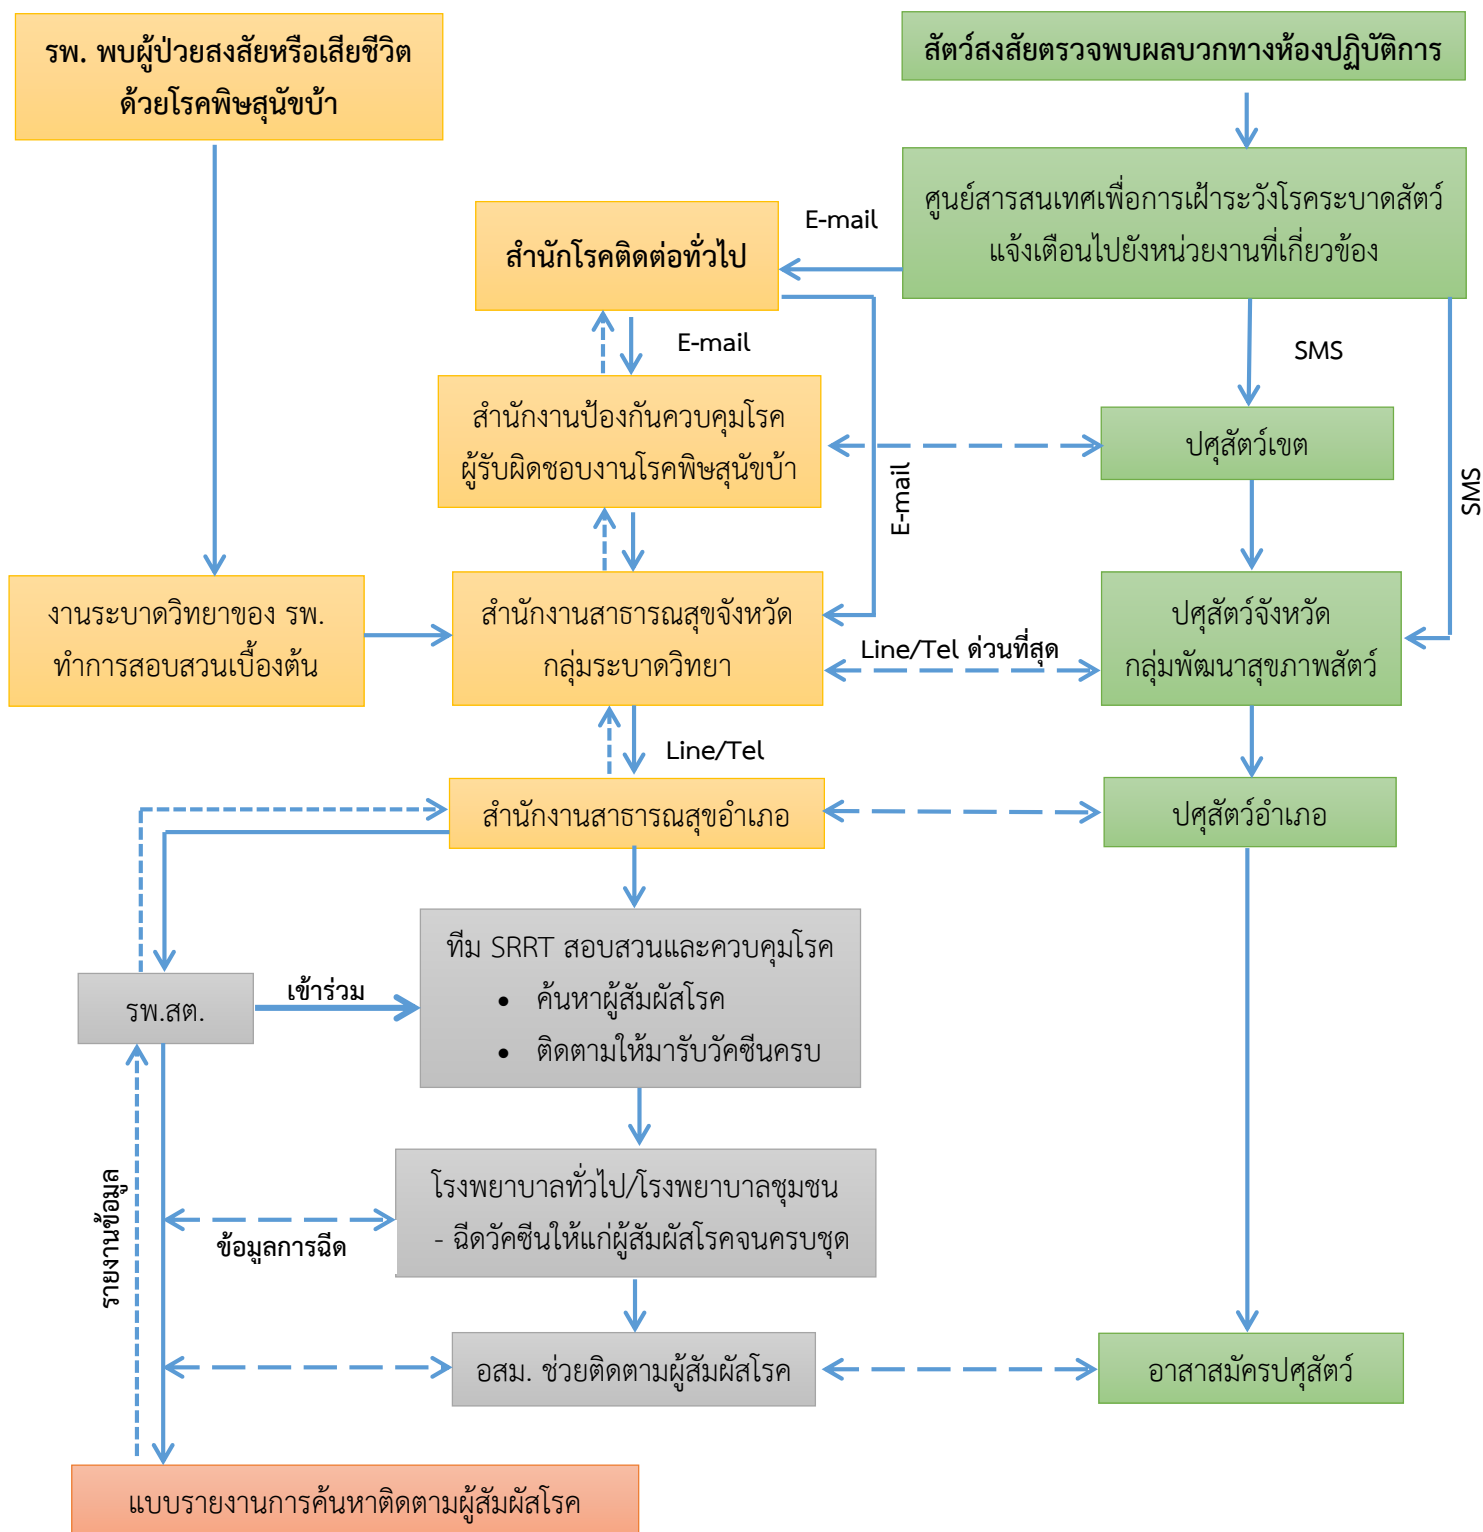 รพ. พบผู้ป่วยสงสัยหรือเสียชีวิต
ด้วยโรคพิษสุนัขบ้า
สัตว์สงสัยตรวจพบผลบวกทางห้องปฏิบัติการ
ศูนย์สารสนเทศเพื่อการเฝ้าระวังโรคระบาดสัตว์
แจ้งเตือนไปยังหน่วยงานที่เกี่ยวข้อง
E-mail
สำนักโรคติดต่อทั่วไป
E-mail
SMS
สำนักงานป้องกันควบคุมโรค
ผู้รับผิดชอบงานโรคพิษสุนัขบ้า
ปศุสัตว์เขต
E-mail
SMS
งานระบาดวิทยาของ รพ.
ทำการสอบสวนเบื้องต้น
สำนักงานสาธารณสุขจังหวัด
กลุ่มระบาดวิทยา
Line/Tel ด่วนที่สุด
ปศุสัตว์จังหวัด
กลุ่มพัฒนาสุขภาพสัตว์
Line/Tel
สำนักงานสาธารณสุขอำเภอ
ปศุสัตว์อำเภอ
รพ.สต.
เข้าร่วม
ทีม SRRT สอบสวนและควบคุมโรค
• ค้นหาผู้สัมผัสโรค
• ติดตามให้มารับวัคซีนครบ
รายงานข้อมูล
ข้อมูลการฉีด
โรงพยาบาลทั่วไป/โรงพยาบาลชุมชน
- ฉีดวัคซีนให้แก่ผู้สัมผัสโรคจนครบชุด
อสม. ช่วยติดตามผู้สัมผัสโรค
อาสาสมัครปศุสัตว์
แบบรายงานการค้นหาติดตามผู้สัมผัสโรค